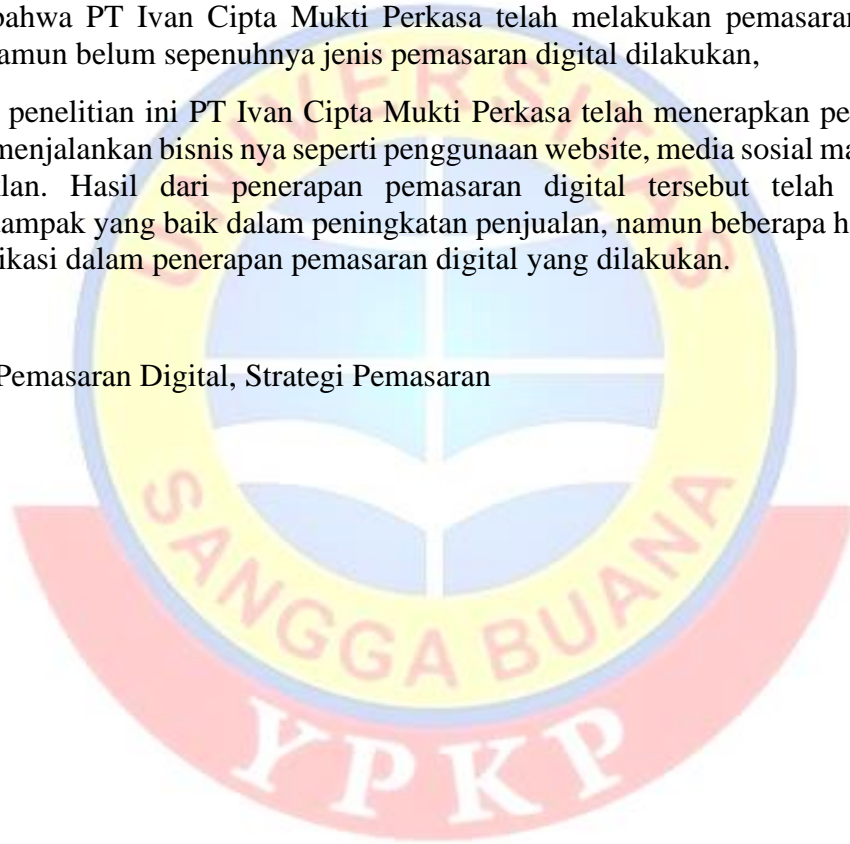 bahwa PT Ivan Cipta Mukti Perkasa telah melakukan pemasaran
amun belum sepenuhnya jenis pemasaran digital dilakukan,
penelitian ini PT Ivan Cipta Mukti Perkasa telah menerapkan pe
menjalankan bisnis nya seperti penggunaan website, media sosial ma
lan. Hasil dari penerapan pemasaran digital tersebut telah
ampak yang baik dalam peningkatan penjualan, namun beberapa h
ikasi dalam penerapan pemasaran digital yang dilakukan.
Pemasaran Digital, Strategi Pemasaran
UNIVERSITAS
SANGGA BUANA
YPKP